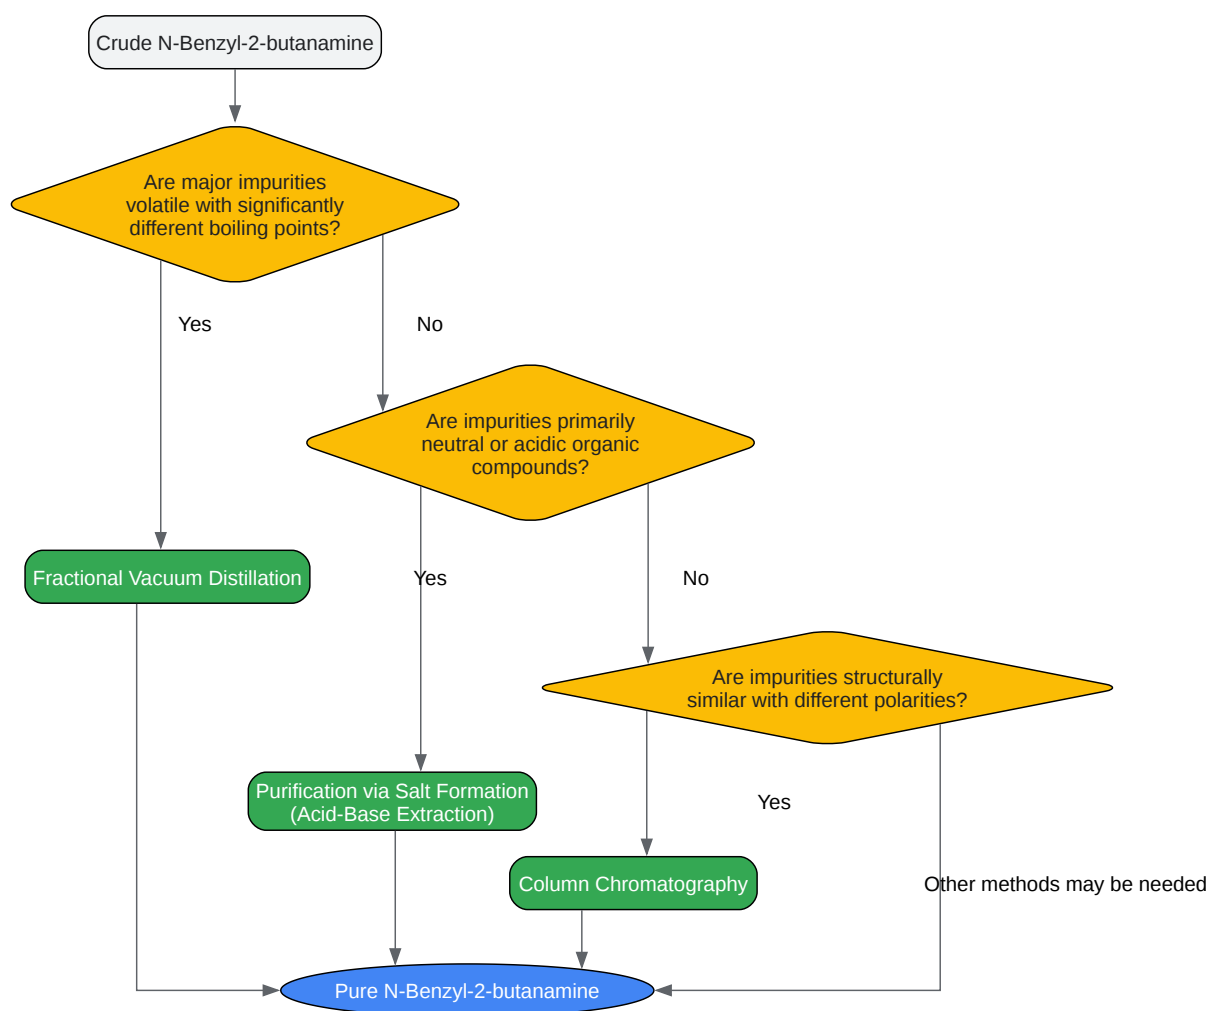 Crude N-Benzyl-2-butanamine
Are major impurities
volatile with significantly
different boiling points?
Yes
No
Are impurities primarily
neutral or acidic organic
compounds?
Fractional Vacuum Distillation
Yes
No
Are impurities structurally
similar with different polarities?
Purification via Salt Formation
(Acid-Base Extraction)
Yes
Column Chromatography
Other methods may be needed
Pure N-Benzyl-2-butanamine